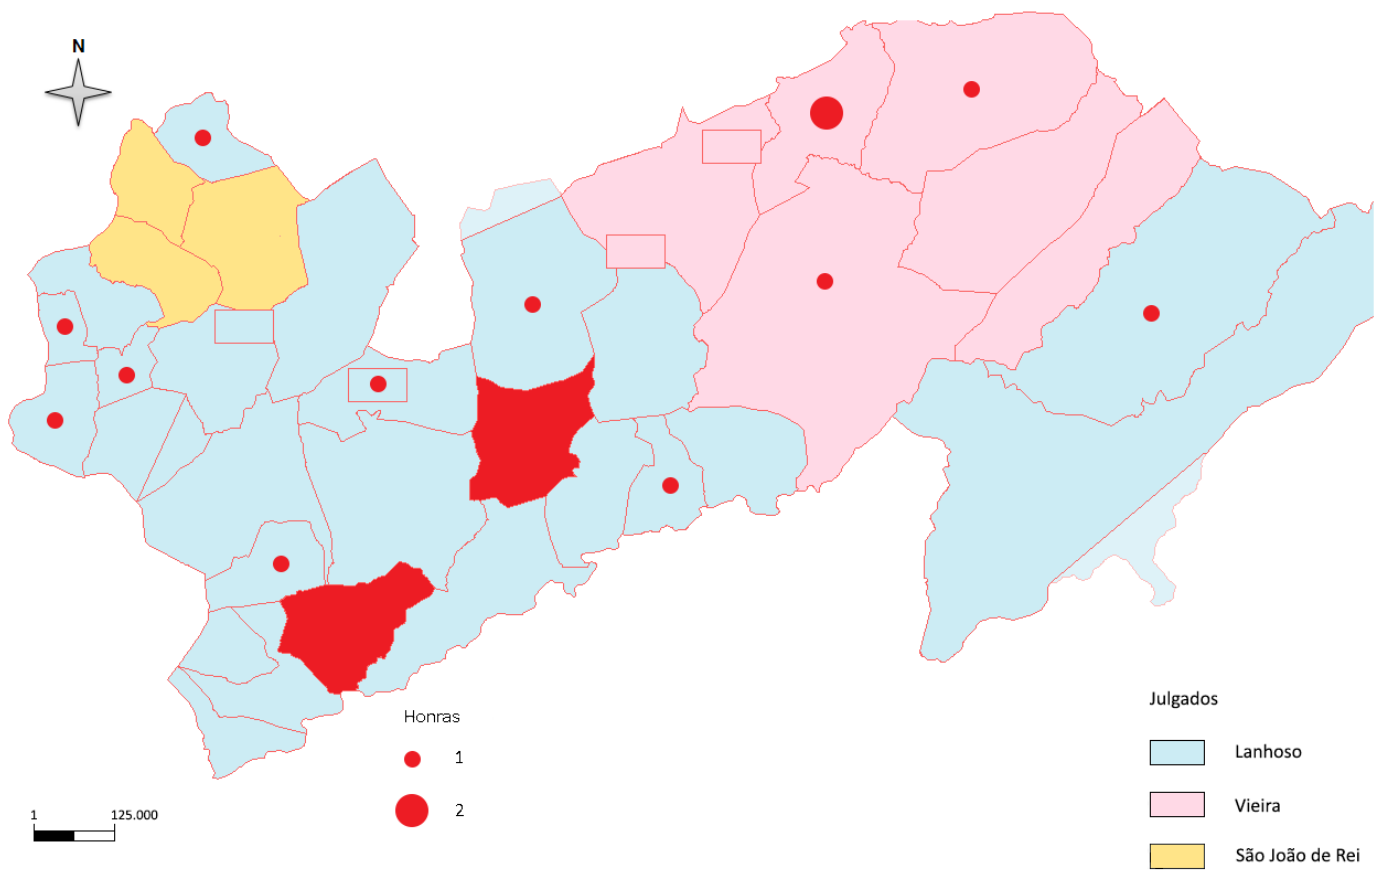 N
Julgados
Honras
1
Lanhoso
2
Vieira
1 125.000
São João de Rei